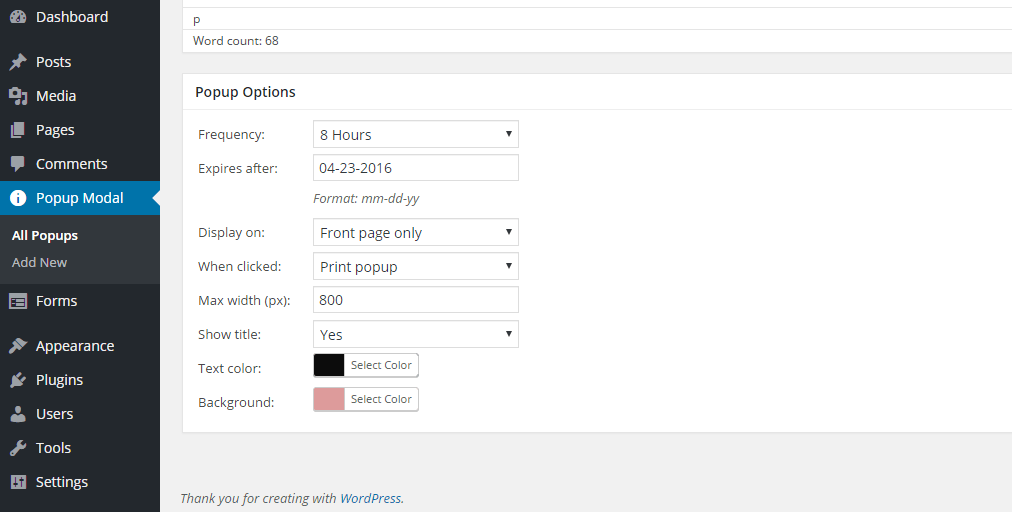 Dashboard
Posts
Media
Pages
Comments
Popup Modal
All Popups
Add New
Forms
Appearance
Plugins
Users
Tools
Settings
p
Word count: 68
Popup Options
Frequency: 8 Hours
Expires after: 04-23-2016
Format: mm-dd-yy
Display on: Front page only
When clicked: Print popup
Max width (px): 800
Show title: Yes
Text color: Select Color
Background: Select Color
Thank you for creating with WordPress.